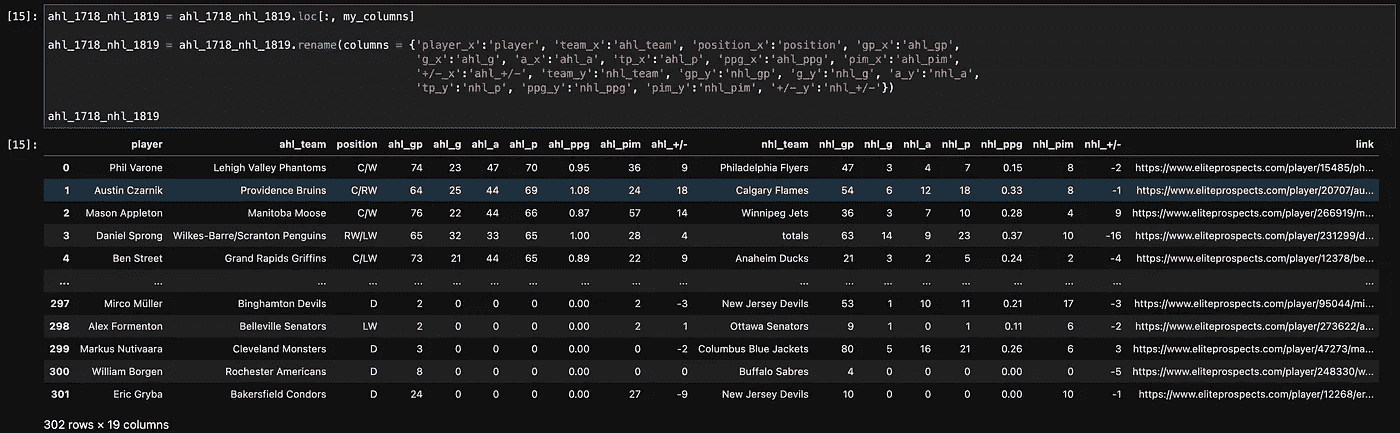 [15]: ahl_1718_nhl_1819 = ahl_1718_nhl_1819.loc[:, my_columns]
ahl_1718_nhl_1819 = ahl_1718_nhl_1819.rename(columns = {'player_x':'player', 'team_x':'ahl_team', 'position_x':'position', 'gp_x':'ahl_gp',
'g_x':'ahl_g', 'a_x':'ahl_a', 'tp_x':'ahl_p', 'ppg_x':'ahl_ppg', 'pim_x':'ahl_pim',
'+/-_x':'ahl_+/-', 'team_y':'nhl_team', 'gp_y':'nhl_gp', 'g_y':'nhl_g', 'a_y':'nhl_a',
'tp_y':'nhl_p', 'ppg_y':'nhl_ppg', 'pim_y':'nhl_pim', '+/-_y':'nhl_+/-'})
ahl_1718_nhl_1819
[15]: player ahl_team position ahl_gp ahl_g ahl_a ahl_p ahl_ppg ahl_pim ahl_+/- nhl_team nhl_gp nhl_g nhl_a nhl_p nhl_ppg nhl_pim nhl_+/- link
0 Phil Varone Lehigh Valley Phantoms C/W 74 23 47 70 0.95 36 9 Philadelphia Flyers 47 3 4 7 0.15 8 -2 https://www.eliteprospects.com/player/15485/ph...
1 Austin Czarnik Providence Bruins C/RW 64 25 44 69 1.08 24 18 Calgary Flames 54 6 12 18 0.33 8 -1 https://www.eliteprospects.com/player/20707/au...
2 Mason Appleton Manitoba Moose C/W 76 22 44 66 0.87 57 14 Winnipeg Jets 36 3 7 10 0.28 4 9 https://www.eliteprospects.com/player/266919/m...
3 Daniel Sprong Wilkes-Barre/Scranton Penguins RW/LW 65 32 33 65 1.00 28 4 totals 63 14 9 23 0.37 10 -16 https://www.eliteprospects.com/player/231299/d...
4 Ben Street Grand Rapids Griffins C/LW 73 21 44 65 0.89 22 9 Anaheim Ducks 21 3 2 5 0.24 2 -4 https://www.eliteprospects.com/player/12378/be...
... ... ... ... ... ... ... ... ... ... ... ... ... ... ... ... ... ... ... ...
297 Mirco Müller Binghamton Devils D 2 0 0 0 0.00 2 -3 New Jersey Devils 53 1 10 11 0.21 17 -3 https://www.eliteprospects.com/player/95044/mi...
298 Alex Formenton Belleville Senators LW 2 0 0 0 0.00 2 1 Ottawa Senators 9 1 0 1 0.11 6 -2 https://www.eliteprospects.com/player/273622/a...
299 Markus Nutivaara Cleveland Monsters D 3 0 0 0 0.00 0 -2 Columbus Blue Jackets 80 5 16 21 0.26 6 3 https://www.eliteprospects.com/player/47273/ma...
300 William Borgen Rochester Americans D 8 0 0 0 0.00 0 0 Buffalo Sabres 4 0 0 0 0.00 0 -5 https://www.eliteprospects.com/player/248330/w...
301 Eric Gryba Bakersfield Condors D 24 0 0 0 0.00 27 -9 New Jersey Devils 10 0 0 0 0.00 10 -1 https://www.eliteprospects.com/player/12268/er...
302 rows × 19 columns